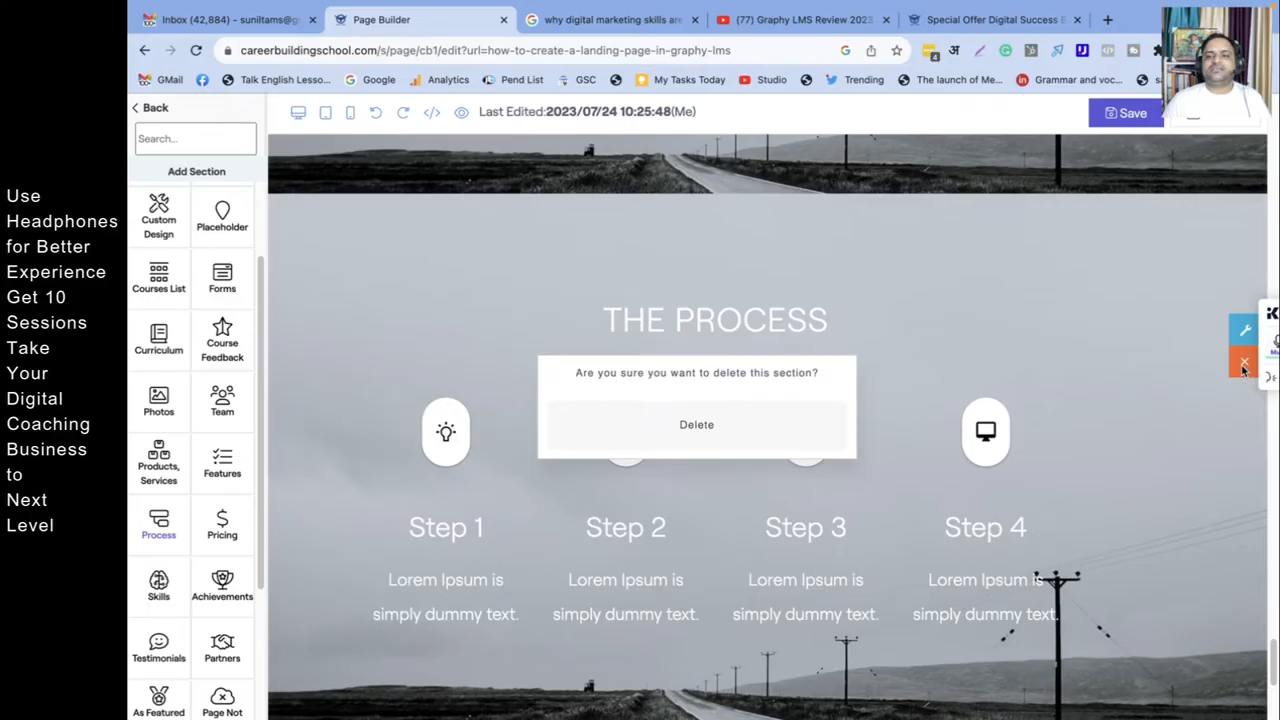 Inbox (42,884) - suniltams@g
Page Builder
why digital marketing skills are
(77) Graphy LMS Review 2023
Special Offer Digital Success E
careerbuildingschool.com/s/page/cb1/edit?url=how-to-create-a-landing-page-in-graphy-lms
4
अ
GMail
Talk English Lesso...
Google
Analytics
Pend List
GSC
My Tasks Today
Studio
Trending
The launch of Me...
Grammar and voc...
Back
Last Edited:2023/07/24 10:25:48(Me)
Save
Search...
Add Section
Custom
Design
Placeholder
Courses List
Forms
Curriculum
Course
Feedback
Photos
Team
Products,
Services
Features
Process
Pricing
Skills
Achievements
Testimonials
Partners
As Featured
Page Not
Use
Headphones
for Better
Experience
Get 10
Sessions
Take
Your
Digital
Coaching
Business
to
Next
Level
THE PROCESS
Are you sure you want to delete this section?
Delete
Step 1
Step 2
Step 3
Step 4
Lorem Ipsum is
simply dummy text.
Lorem Ipsum is
simply dummy text.
Lorem Ipsum is
simply dummy text.
Lorem Ipsum is
simply dummy text.